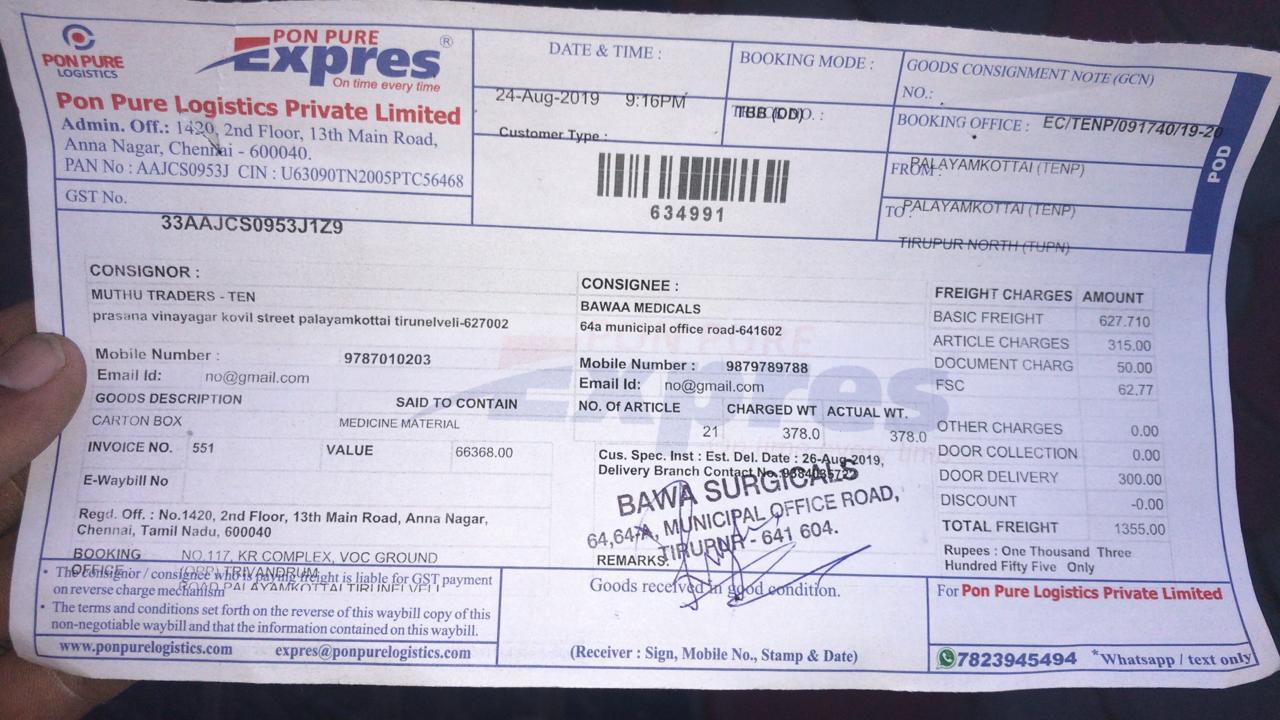 PON PURE
LOGISTICS
PON PURE
Expres ®
On time every time
Pon Pure Logistics Private Limited
Admin. Off.: 1420, 2nd Floor, 13th Main Road,
Anna Nagar, Chennai - 600040.
PAN No : AAJCS0953J CIN : U63090TN2005PTC56468
GST No.
33AAJCS0953J1Z9
DATE & TIME :
24-Aug-2019 9:16PM
Customer Type :
BOOKING MODE :
TBB (DD)
634991
GOODS CONSIGNMENT NOTE (GCN)
NO.:
BOOKING OFFICE : EC/TENP/091740/19-20
PALAYAMKOTTAI (TENP)
FROM :
PALAYAMKOTTAI (TENP)
TO :
TIRUPUR NORTH (TUPN)
POD
CONSIGNOR :
MUTHU TRADERS - TEN
prasana vinayagar kovil street palayamkottai tirunelveli-627002
Mobile Number : 9787010203
Email Id: no@gmail.com
GOODS DESCRIPTION SAID TO CONTAIN
CARTON BOX MEDICINE MATERIAL
INVOICE NO. 551 VALUE 66368.00
E-Waybill No
Regd. Off. : No.1420, 2nd Floor, 13th Main Road, Anna Nagar,
Chennai, Tamil Nadu, 600040
BOOKING NO.117, KR COMPLEX, VOC GROUND
OFFICE : (OPP) TRIVANDRUM
ROAD PALAYAMKOTTAI TIRUNELVELI
CONSIGNEE :
BAWAA MEDICALS
64a municipal office road-641602
Mobile Number : 9879789788
Email Id: no@gmail.com
NO. Of ARTICLE CHARGED WT ACTUAL WT.
21 378.0 378.0
Cus. Spec. Inst : Est. Del. Date : 26-Aug-2019,
Delivery Branch Contact No.
BAWA SURGICALS
64,64-A, MUNICIPAL OFFICE ROAD,
TIRUPUR - 641 604.
REMARKS:
FREIGHT CHARGES AMOUNT
BASIC FREIGHT 627.710
ARTICLE CHARGES 315.00
DOCUMENT CHARG 50.00
FSC 62.77
OTHER CHARGES 0.00
DOOR COLLECTION 0.00
DOOR DELIVERY 300.00
DISCOUNT -0.00
TOTAL FREIGHT 1355.00
Rupees : One Thousand Three
Hundred Fifty Five Only
• The consignor / consignee who is paying freight is liable for GST payment
on reverse charge mechanism
• The terms and conditions set forth on the reverse of this waybill copy of this
non-negotiable waybill and that the information contained on this waybill.
www.ponpurelogistics.com expres@ponpurelogistics.com
Goods received in good condition.
(Receiver : Sign, Mobile No., Stamp & Date)
For Pon Pure Logistics Private Limited
7823945494 *Whatsapp / text only